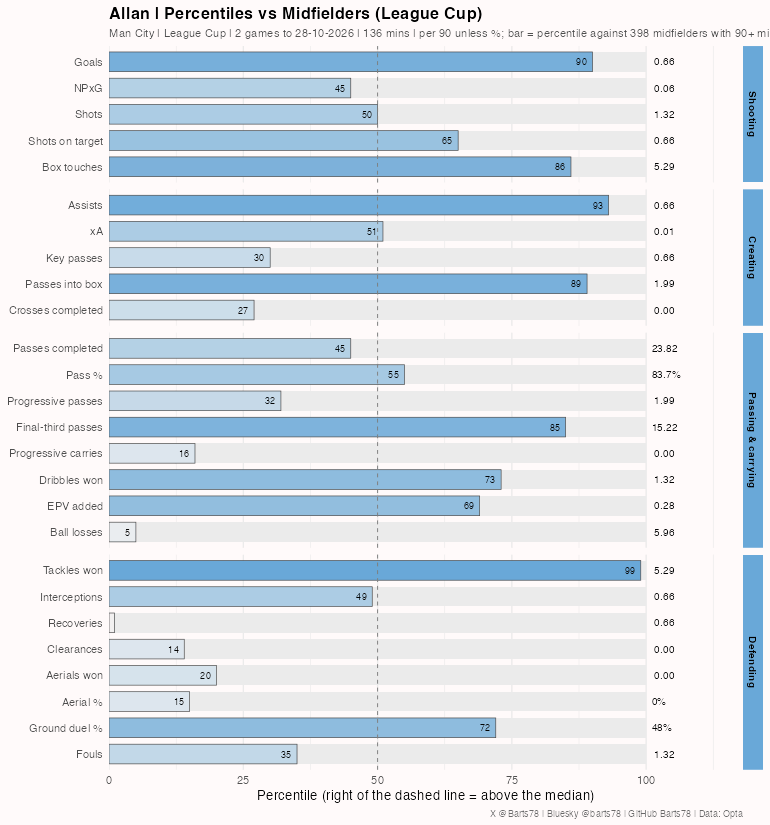 Allan | Percentiles vs Midfielders (League Cup)
Man City | League Cup | 2 games to 28-10-2026 | 136 mins | per 90 unless %; bar = percentile against 398 midfielders with 90+ mi
Goals 90 0.66
NPxG 45 0.06
Shots 50 1.32
Shots on target 65 0.66
Box touches 86 5.29
Shooting
Assists 93 0.66
xA 51 0.01
Key passes 30 0.66
Passes into box 89 1.99
Crosses completed 27 0.00
Creating
Passes completed 45 23.82
Pass % 55 83.7%
Progressive passes 32 1.99
Final-third passes 85 15.22
Progressive carries 16 0.00
Dribbles won 73 1.32
EPV added 69 0.28
Ball losses 5 5.96
Passing & carrying
Tackles won 99 5.29
Interceptions 49 0.66
Recoveries 0.66
Clearances 14 0.00
Aerials won 20 0.00
Aerial % 15 0%
Ground duel % 72 48%
Fouls 35 1.32
Defending
0 25 50 75 100
Percentile (right of the dashed line = above the median)
X @Barts78 | Bluesky @barts78 | GitHub Barts78 | Data: Opta